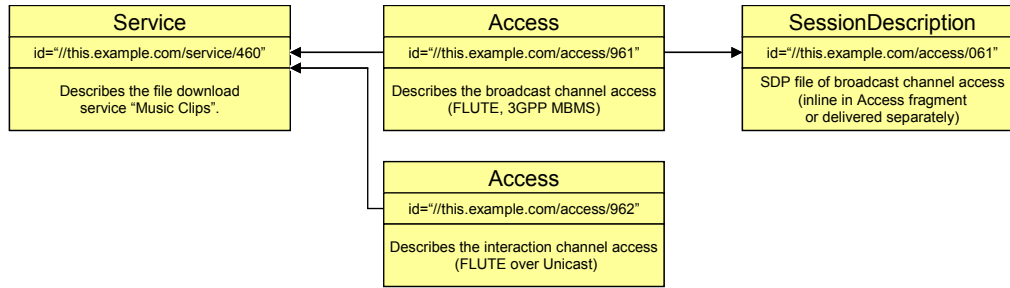 Service
id="//this.example.com/service/460”
Describes the file download
service “Music Clips”.
Access
id=“//this.example.com/access/961”
Describes the broadcast channel access
(FLUTE, 3GPP MBMS)
SessionDescription
id=“//this.example.com/access/061”
SDP file of broadcast channel access
(inline in Access fragment
or delivered separately)
Access
id=“//this.example.com/access/962”
Describes the interaction channel access
(FLUTE over Unicast)